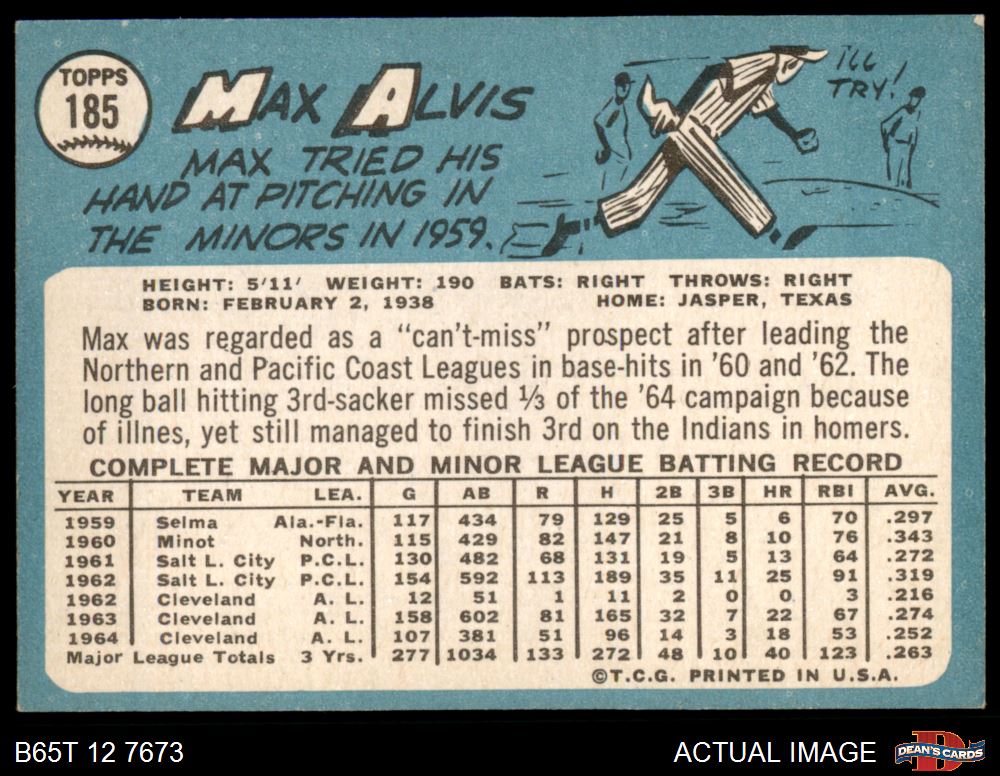 TOPPS
185
MAX ALVIS
I'LL
TRY!
MAX TRIED HIS
HAND AT PITCHING IN
THE MINORS IN 1959.
HEIGHT: 5'11' WEIGHT: 190 BATS: RIGHT THROWS: RIGHT
BORN: FEBRUARY 2, 1938 HOME: JASPER, TEXAS
Max was regarded as a "can't-miss" prospect after leading the
Northern and Pacific Coast Leagues in base-hits in '60 and '62. The
long ball hitting 3rd-sacker missed ⅓ of the '64 campaign because
of illnes, yet still managed to finish 3rd on the Indians in homers.
COMPLETE MAJOR AND MINOR LEAGUE BATTING RECORD
YEAR TEAM LEA. G AB R H 2B 3B HR RBI AVG.
1959 Selma Ala.-Fla. 117 434 79 129 25 5 6 70 .297
1960 Minot North. 115 429 82 147 21 8 10 76 .343
1961 Salt L. City P.C.L. 130 482 68 131 19 5 13 64 .272
1962 Salt L. City P.C.L. 154 592 113 189 35 11 25 91 .319
1962 Cleveland A. L. 12 51 1 11 2 0 0 3 .216
1963 Cleveland A. L. 158 602 81 165 32 7 22 67 .274
1964 Cleveland A. L. 107 381 51 96 14 3 18 53 .252
Major League Totals 3 Yrs. 277 1034 133 272 48 10 40 123 .263
©T.C.G. PRINTED IN U.S.A.
B65T 12 7673
ACTUAL IMAGE
DEAN'S CARDS